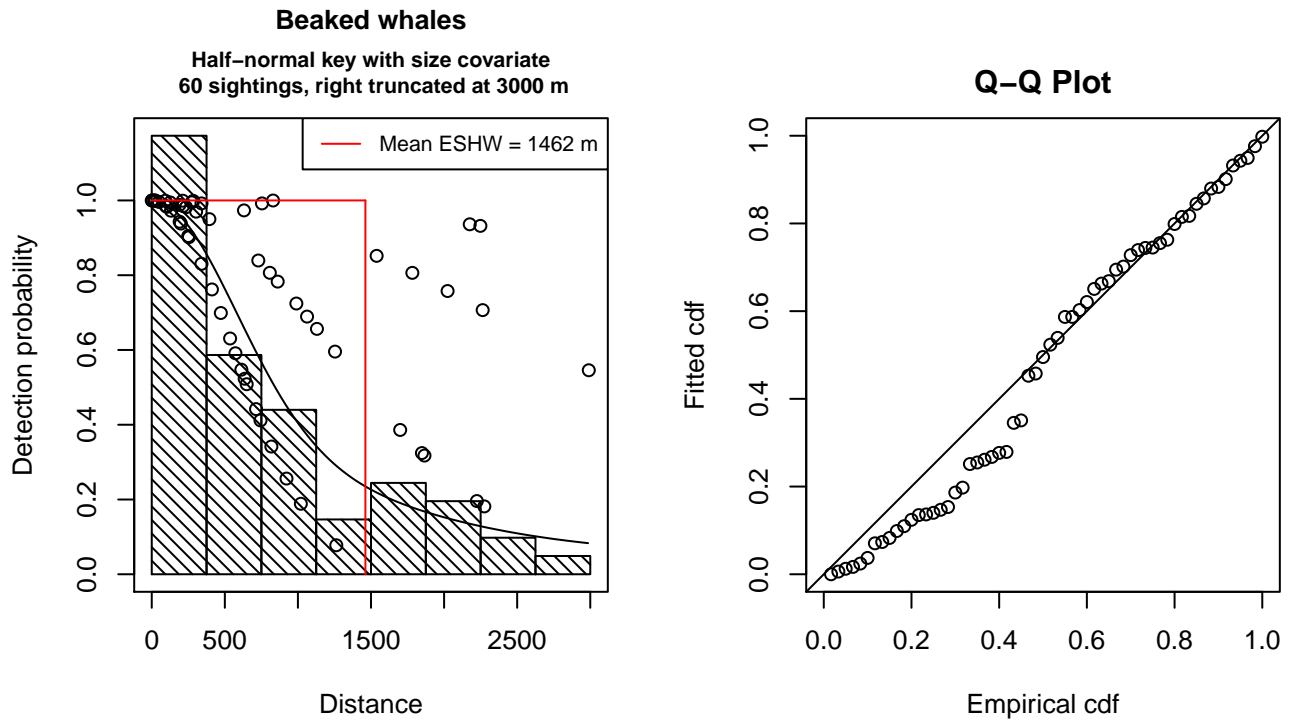 Beaked whales
Half−normal key with size covariate
60 sightings, right truncated at 3000 m
Mean ESHW = 1462 m
Detection probability
0.0
0.2
0.4
0.6
0.8
1.0
0
500
1500
2500
Distance
Q−Q Plot
Fitted cdf
0.0
0.2
0.4
0.6
0.8
1.0
0.0
0.2
0.4
0.6
0.8
1.0
Empirical cdf